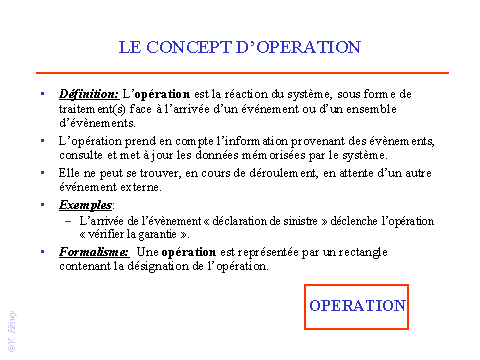 LE CONCEPT D’OPERATION
• Définition: L’opération est la réaction du système, sous forme de
traitement(s) face à l’arrivée d’un événement ou d’un ensemble
d’évènements.
• L’opération prend en compte l’information provenant des évènements,
consulte et met à jour les données mémorisées par le système.
• Elle ne peut se trouver, en cours de déroulement, en attente d’un autre
événement externe.
• Exemples:
– L’arrivée de l’évènement « déclaration de sinistre » déclenche l’opération
« vérifier la garantie ».
• Formalisme: Une opération est représentée par un rectangle
contenant la désignation de l’opération.
OPERATION